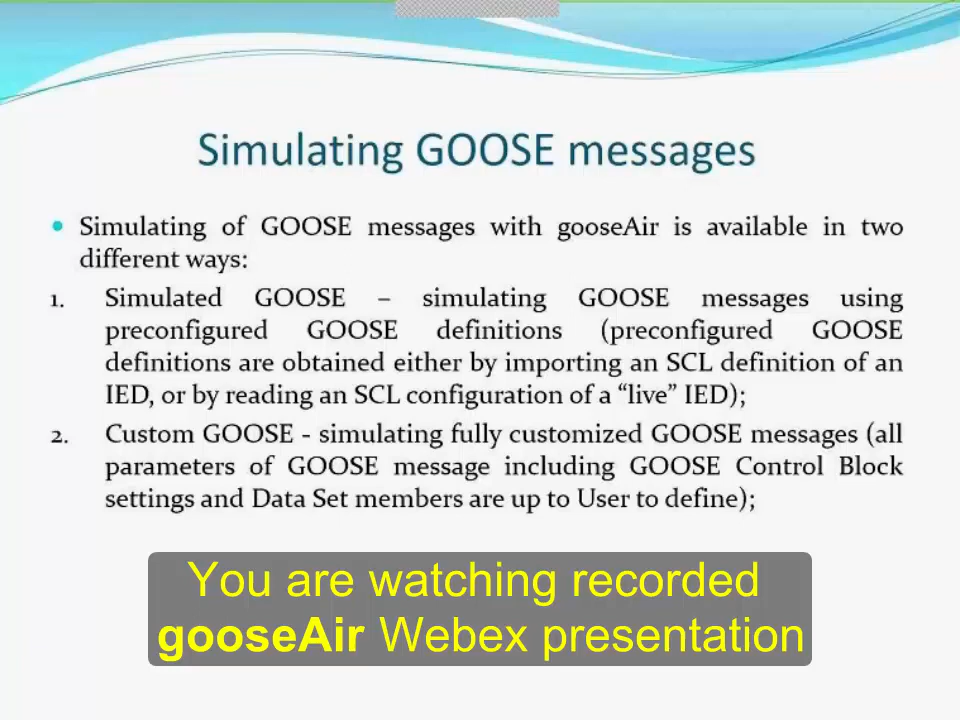 Simulating GOOSE messages
• Simulating of GOOSE messages with gooseAir is available in two
different ways:
1. Simulated GOOSE – simulating GOOSE messages using
preconfigured GOOSE definitions (preconfigured GOOSE
definitions are obtained either by importing an SCL definition of an
IED, or by reading an SCL configuration of a “live” IED);
2. Custom GOOSE - simulating fully customized GOOSE messages (all
parameters of GOOSE message including GOOSE Control Block
settings and Data Set members are up to User to define);
You are watching recorded
gooseAir Webex presentation